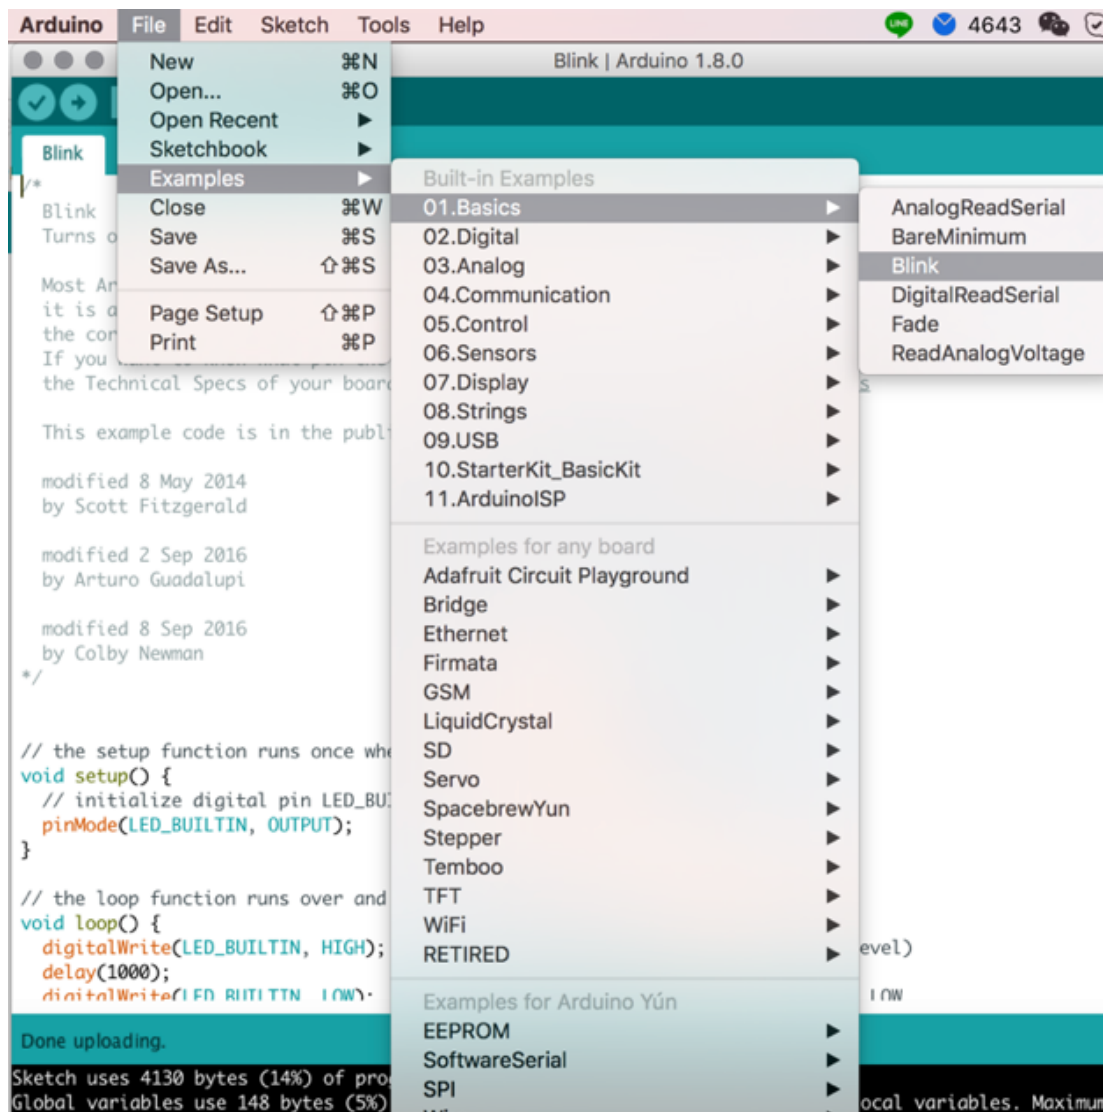 Arduino File Edit Sketch Tools Help LINE 4643
Blink | Arduino 1.8.0
New ⌘N
Open... ⌘O
Open Recent ▶
Sketchbook ▶
Examples ▶
Close ⌘W
Save ⌘S
Save As... ⇧⌘S
Page Setup ⇧⌘P
Print ⌘P
Built-in Examples
01.Basics ▶
02.Digital ▶
03.Analog ▶
04.Communication ▶
05.Control ▶
06.Sensors ▶
07.Display ▶
08.Strings ▶
09.USB ▶
10.StarterKit_BasicKit ▶
11.ArduinoISP ▶
Examples for any board
Adafruit Circuit Playground ▶
Bridge ▶
Ethernet ▶
Firmata ▶
GSM ▶
LiquidCrystal ▶
SD ▶
Servo ▶
SpacebrewYun ▶
Stepper ▶
Temboo ▶
TFT ▶
WiFi ▶
RETIRED ▶
Examples for Arduino Yún
EEPROM ▶
SoftwareSerial ▶
SPI ▶
AnalogReadSerial
BareMinimum
Blink
DigitalReadSerial
Fade
ReadAnalogVoltage
Blink
/*
Blink
Turns o
Most Ar
it is a
the cor
If you
the Technical Specs of your board s
This example code is in the publi
modified 8 May 2014
by Scott Fitzgerald
modified 2 Sep 2016
by Arturo Guadalupi
modified 8 Sep 2016
by Colby Newman
*/
// the setup function runs once whe
void setup() {
// initialize digital pin LED_BUI
pinMode(LED_BUILTIN, OUTPUT);
}
// the loop function runs over and
void loop() {
digitalWrite(LED_BUILTIN, HIGH); evel)
delay(1000);
digitalWrite(LED_BUILTIN, LOW); LOW
Done uploading.
Sketch uses 4130 bytes (14%) of pro
Global variables use 148 bytes (5%) ocal variables. Maximum